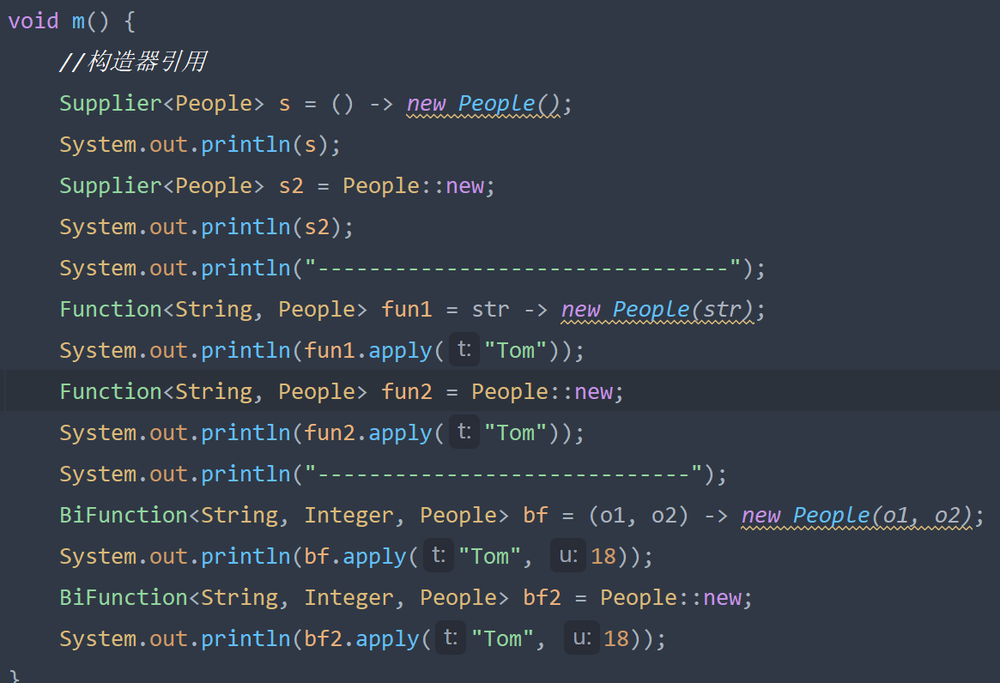 void m() {
//构造器引用
Supplier<People> s = () -> new People();
System.out.println(s);
Supplier<People> s2 = People::new;
System.out.println(s2);
System.out.println("--------------------------------");
Function<String, People> fun1 = str -> new People(str);
System.out.println(fun1.apply( t: "Tom"));
Function<String, People> fun2 = People::new;
System.out.println(fun2.apply( t: "Tom"));
System.out.println("-----------------------------");
BiFunction<String, Integer, People> bf = (o1, o2) -> new People(o1, o2);
System.out.println(bf.apply( t: "Tom", u: 18));
BiFunction<String, Integer, People> bf2 = People::new;
System.out.println(bf2.apply( t: "Tom", u: 18));
}